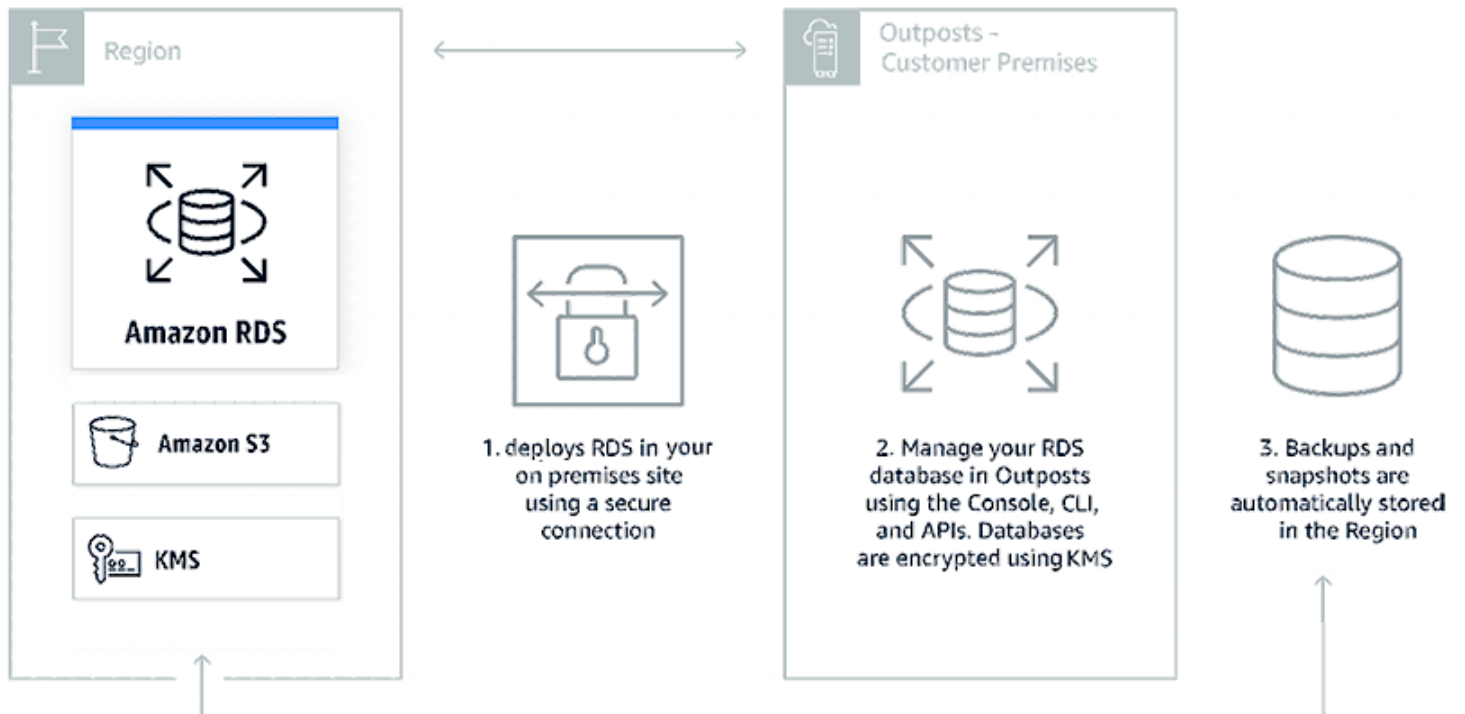 Region
Outposts -
Customer Premises
Amazon RDS
Amazon S3
KMS
1. deploys RDS in your
on premises site
using a secure
connection
2. Manage your RDS
database in Outposts
using the Console, CLI,
and APIs. Databases
are encrypted using KMS
3. Backups and
snapshots are
automatically stored
in the Region